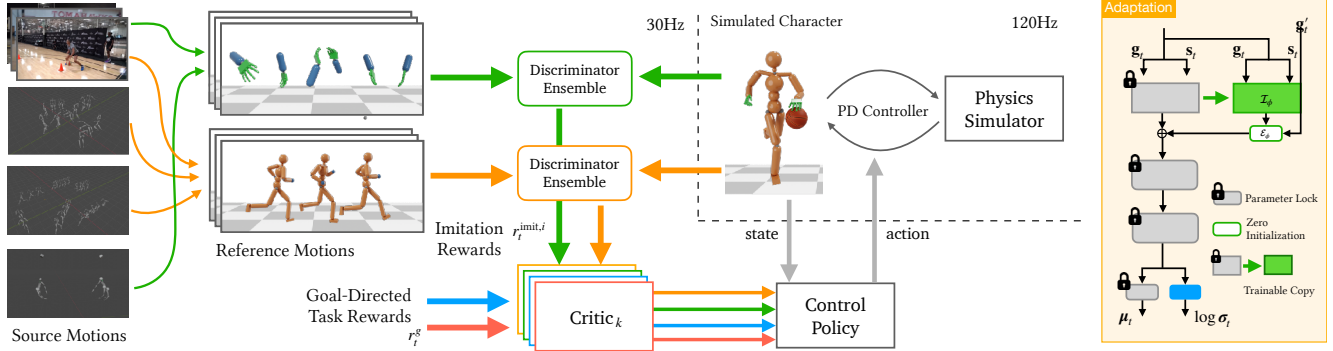 30Hz
Simulated Character
120Hz
Discriminator
Ensemble
PD Controller
Physics
Simulator
Discriminator
Ensemble
Reference Motions
Imitation
Rewards
r_t^{imit,i}
state
action
Goal-Directed
Task Rewards
r_t^g
Critic_k
Control
Policy
Source Motions
Adaptation
g'_t
g_t
s_t
g_t
s_t
I_ϕ
ε_ϕ
Parameter Lock
Zero
Initialization
Trainable Copy
μ_t
log σ_t